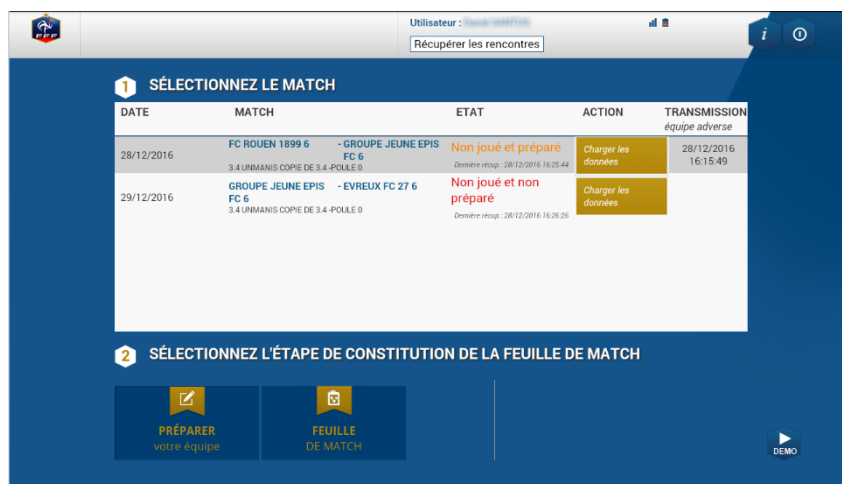 FFF
Utilisateur :
Récupérer les rencontres
i
1 SÉLECTIONNEZ LE MATCH
DATE MATCH ETAT ACTION TRANSMISSION
équipe adverse
28/12/2016
FC ROUEN 1899 6 - GROUPE JEUNE EPIS
FC 6
3.4 UNMANIS COPIE DE 3.4 -POULE 0
Non joué et préparé
Dernière récup : 28/12/2016 16:25:44
Charger les
données
28/12/2016
16:15:49
29/12/2016
GROUPE JEUNE EPIS - EVREUX FC 27 6
FC 6
3.4 UNMANIS COPIE DE 3.4 -POULE 0
Non joué et non
préparé
Dernière récup : 28/12/2016 16:26:26
Charger les
données
2 SÉLECTIONNEZ L'ÉTAPE DE CONSTITUTION DE LA FEUILLE DE MATCH
PRÉPARER
votre équipe
FEUILLE
DE MATCH
DEMO